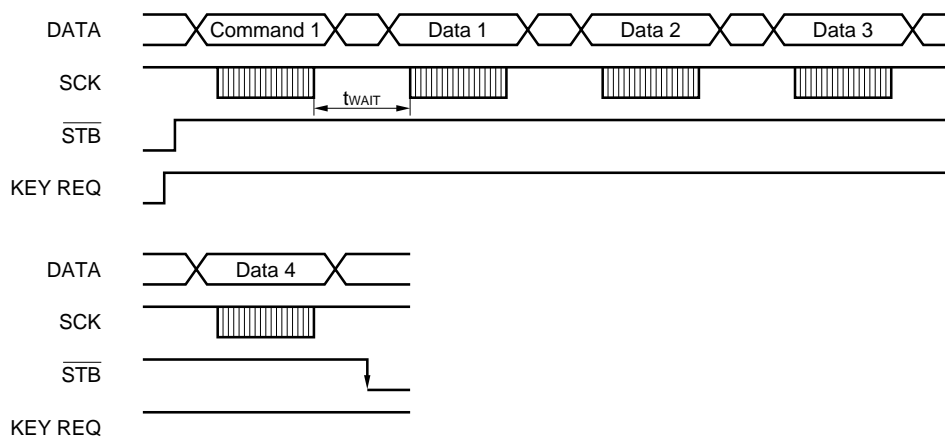 DATA Command 1 Data 1 Data 2 Data 3
SCK
tWAIT
STB
KEY REQ
DATA Data 4
SCK
STB
KEY REQ